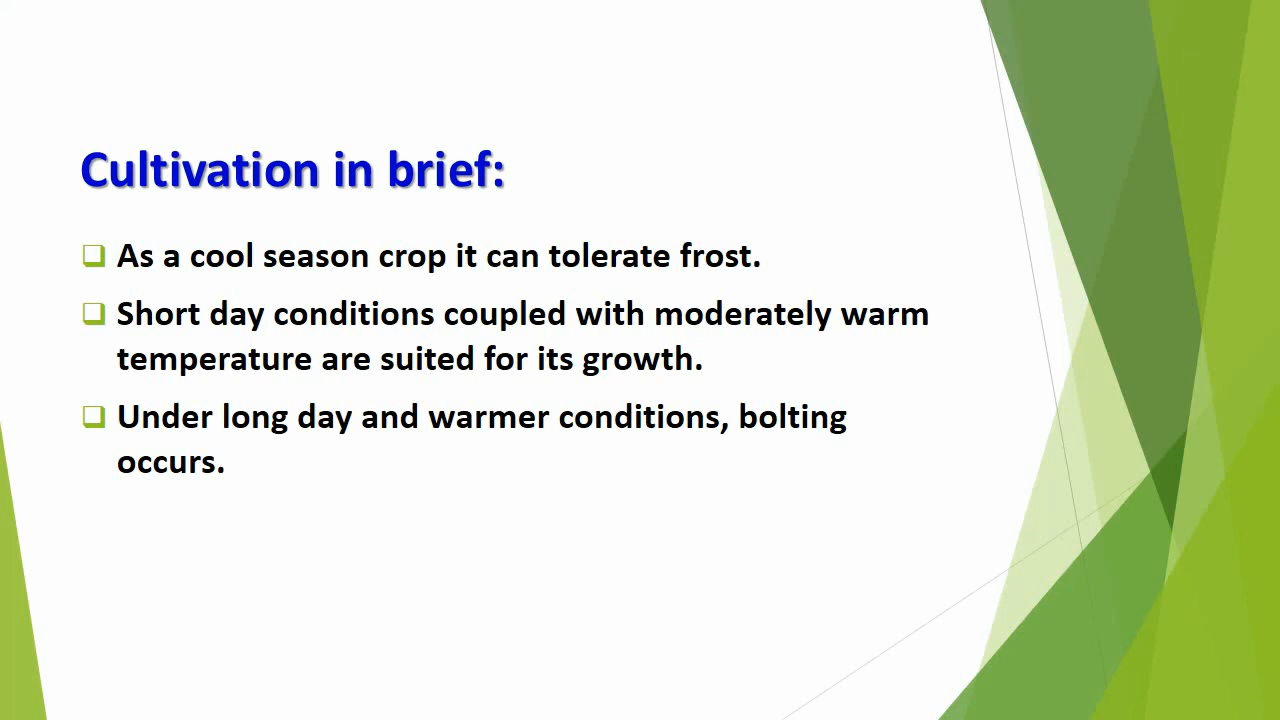 Cultivation in brief:
As a cool season crop it can tolerate frost.
Short day conditions coupled with moderately warm
temperature are suited for its growth.
Under long day and warmer conditions, bolting
occurs.